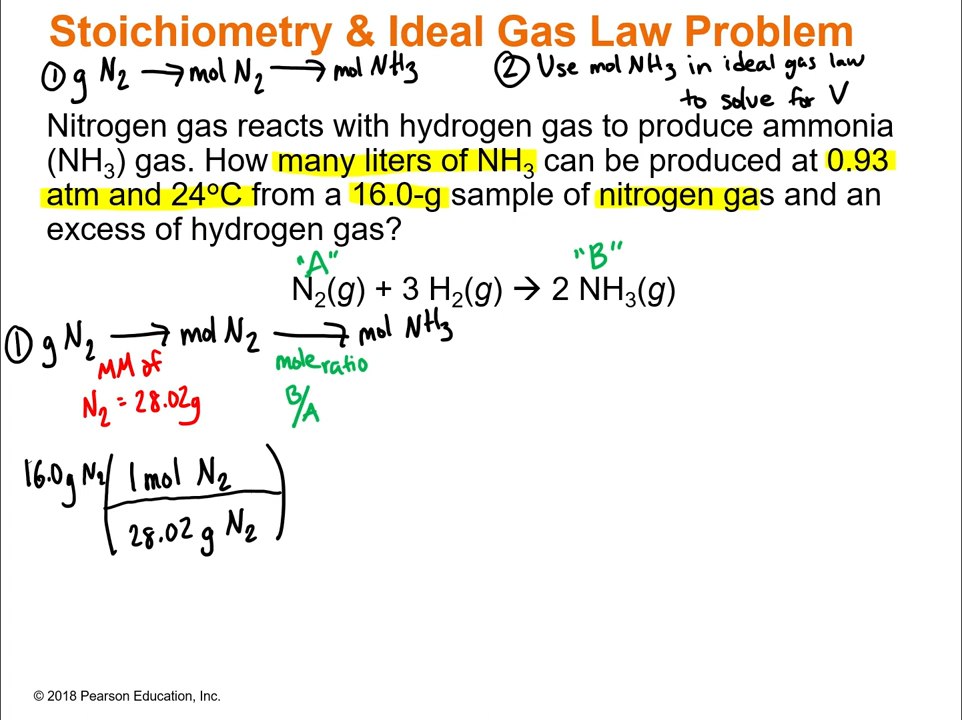 Stoichiometry & Ideal Gas Law Problem
① g N₂ → mol N₂ → mol NH₃
② Use mol NH₃ in ideal gas law
to solve for V
Nitrogen gas reacts with hydrogen gas to produce ammonia
(NH₃) gas. How many liters of NH₃ can be produced at 0.93
atm and 24°C from a 16.0-g sample of nitrogen gas and an
excess of hydrogen gas?
"A" "B"
N₂(g) + 3 H₂(g) → 2 NH₃(g)
① g N₂ → mol N₂ → mol NH₃
MM of
N₂ = 28.02g
mole ratio
B/A
16.0g N₂ ( 1 mol N₂
28.02 g N₂ )
© 2018 Pearson Education, Inc.